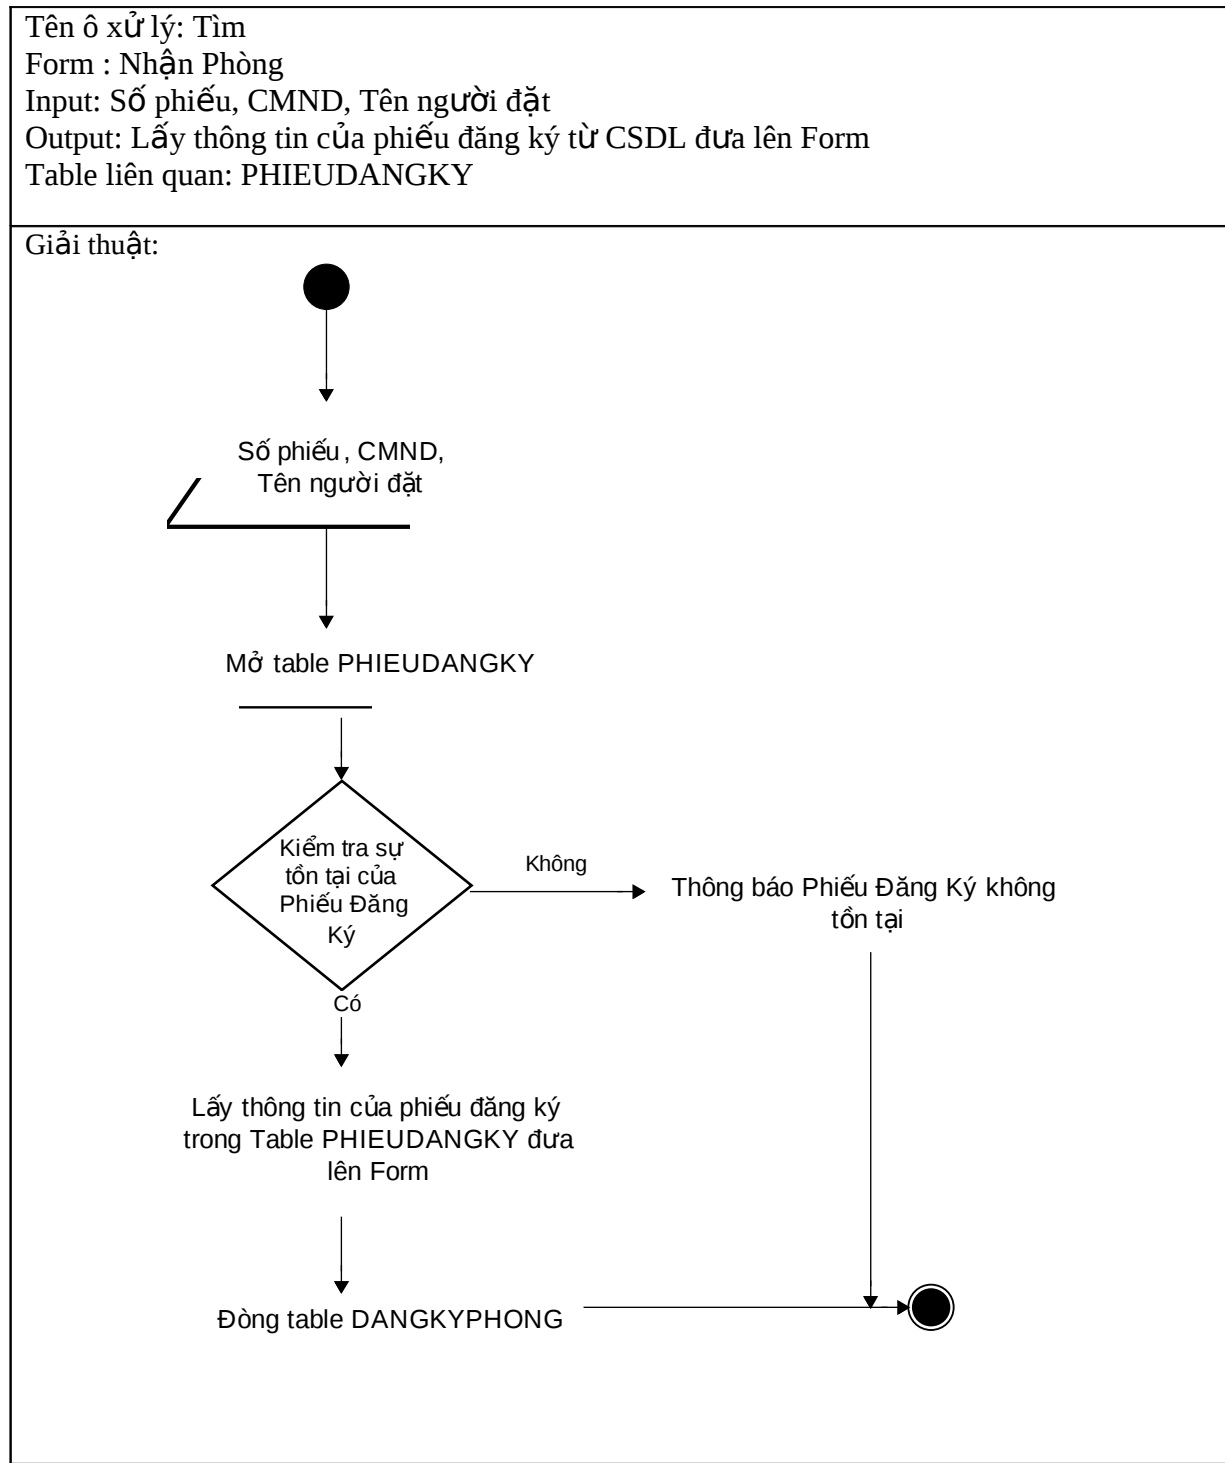 Tên ô xử lý: Tìm
Form : Nhận Phòng
Input: Số phiếu, CMND, Tên người đặt
Output: Lấy thông tin của phiếu đăng ký từ CSDL đưa lên Form
Table liên quan: PHIEUDANGKY
Giải thuật:
Số phiếu, CMND,
Tên người đặt
Mở table PHIEUDANGKY
Kiểm tra sự
tồn tại của
Phiếu Đăng
Ký
Không
Thông báo Phiếu Đăng Ký không
tồn tại
Có
Lấy thông tin của phiếu đăng ký
trong Table PHIEUDANGKY đưa
lên Form
Đòng table DANGKYPHONG